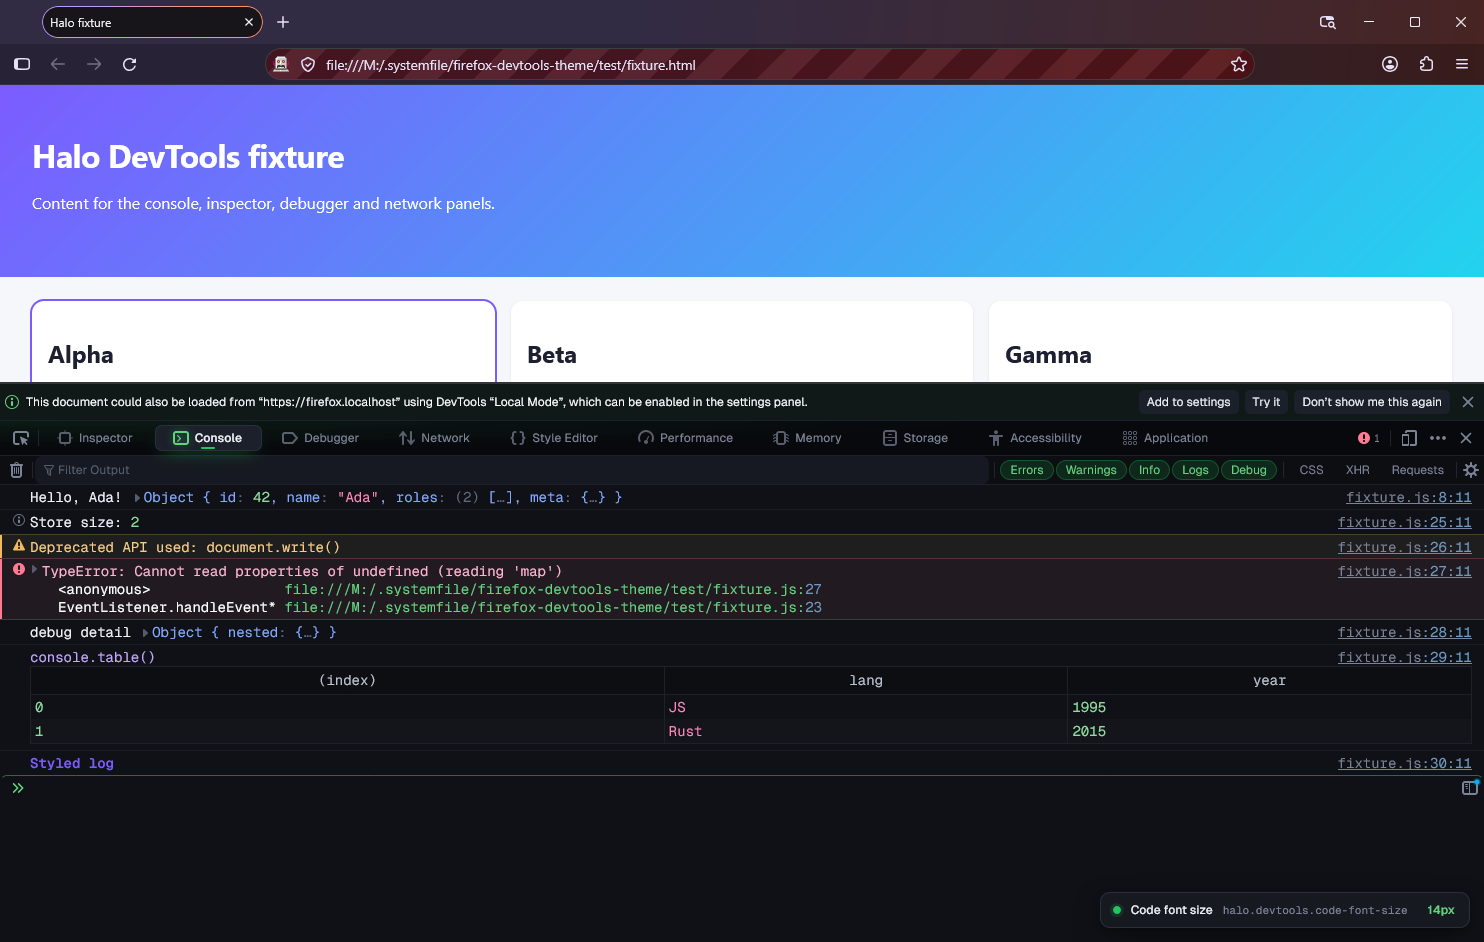 Halo fixture
file:///M:/.systemfile/firefox-devtools-theme/test/fixture.html
Halo DevTools fixture
Content for the console, inspector, debugger and network panels.
Alpha
Beta
Gamma
This document could also be loaded from “https://firefox.localhost” using DevTools “Local Mode”, which can be enabled in the settings panel.
Add to settings
Try it
Don't show me this again
Inspector
Console
Debugger
Network
Style Editor
Performance
Memory
Storage
Accessibility
Application
1
Filter Output
Errors
Warnings
Info
Logs
Debug
CSS
XHR
Requests
Hello, Ada! Object { id: 42, name: "Ada", roles: (2) […], meta: {…} } fixture.js:8:11
Store size: 2 fixture.js:25:11
Deprecated API used: document.write() fixture.js:26:11
TypeError: Cannot read properties of undefined (reading 'map') fixture.js:27:11
<anonymous> file:///M:/.systemfile/firefox-devtools-theme/test/fixture.js:27
EventListener.handleEvent* file:///M:/.systemfile/firefox-devtools-theme/test/fixture.js:23
debug detail Object { nested: {…} } fixture.js:28:11
console.table() fixture.js:29:11
(index) lang year
0 JS 1995
1 Rust 2015
Styled log fixture.js:30:11
Code font size halo.devtools.code-font-size 14px